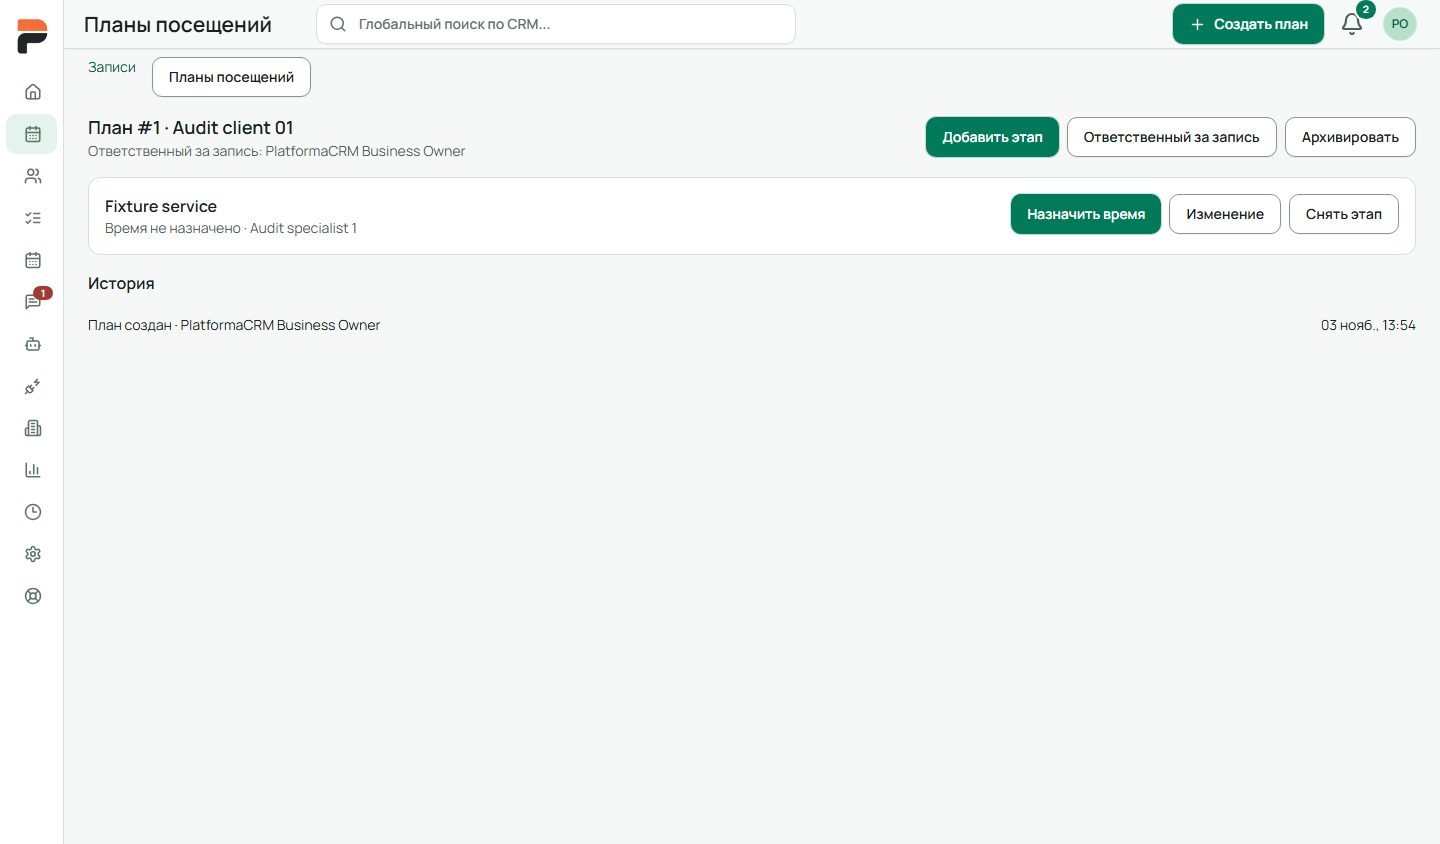 Планы посещений
Глобальный поиск по CRM...
Создать план
2
PO
Записи
Планы посещений
План #1 · Audit client 01
Ответственный за запись: PlatformaCRM Business Owner
Добавить этап
Ответственный за запись
Архивировать
Fixture service
Время не назначено · Audit specialist 1
Назначить время
Изменение
Снять этап
1
История
План создан · PlatformaCRM Business Owner
03 нояб., 13:54